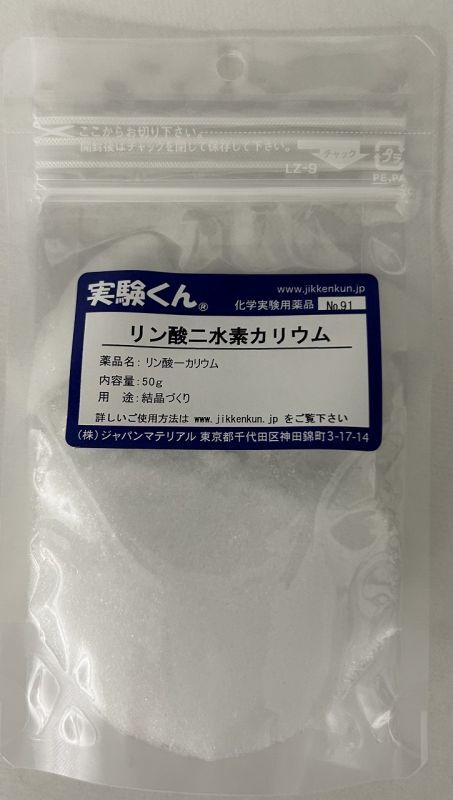 ここからお切り下さい。
開封後はチャックを閉じて保存して下さい。
チャック
LZ-9
プラ
PE,PA
実験くん®
www.jikkenkun.jp
化学実験用薬品 No.91
リン酸二水素カリウム
薬品名: リン酸一カリウム
内容量:50g
用 途:結晶づくり
詳しいご使用方法は www.jikkenkun.jp をご覧下さい
(株)ジャパンマテリアル 東京都千代田区神田錦町3-17-14